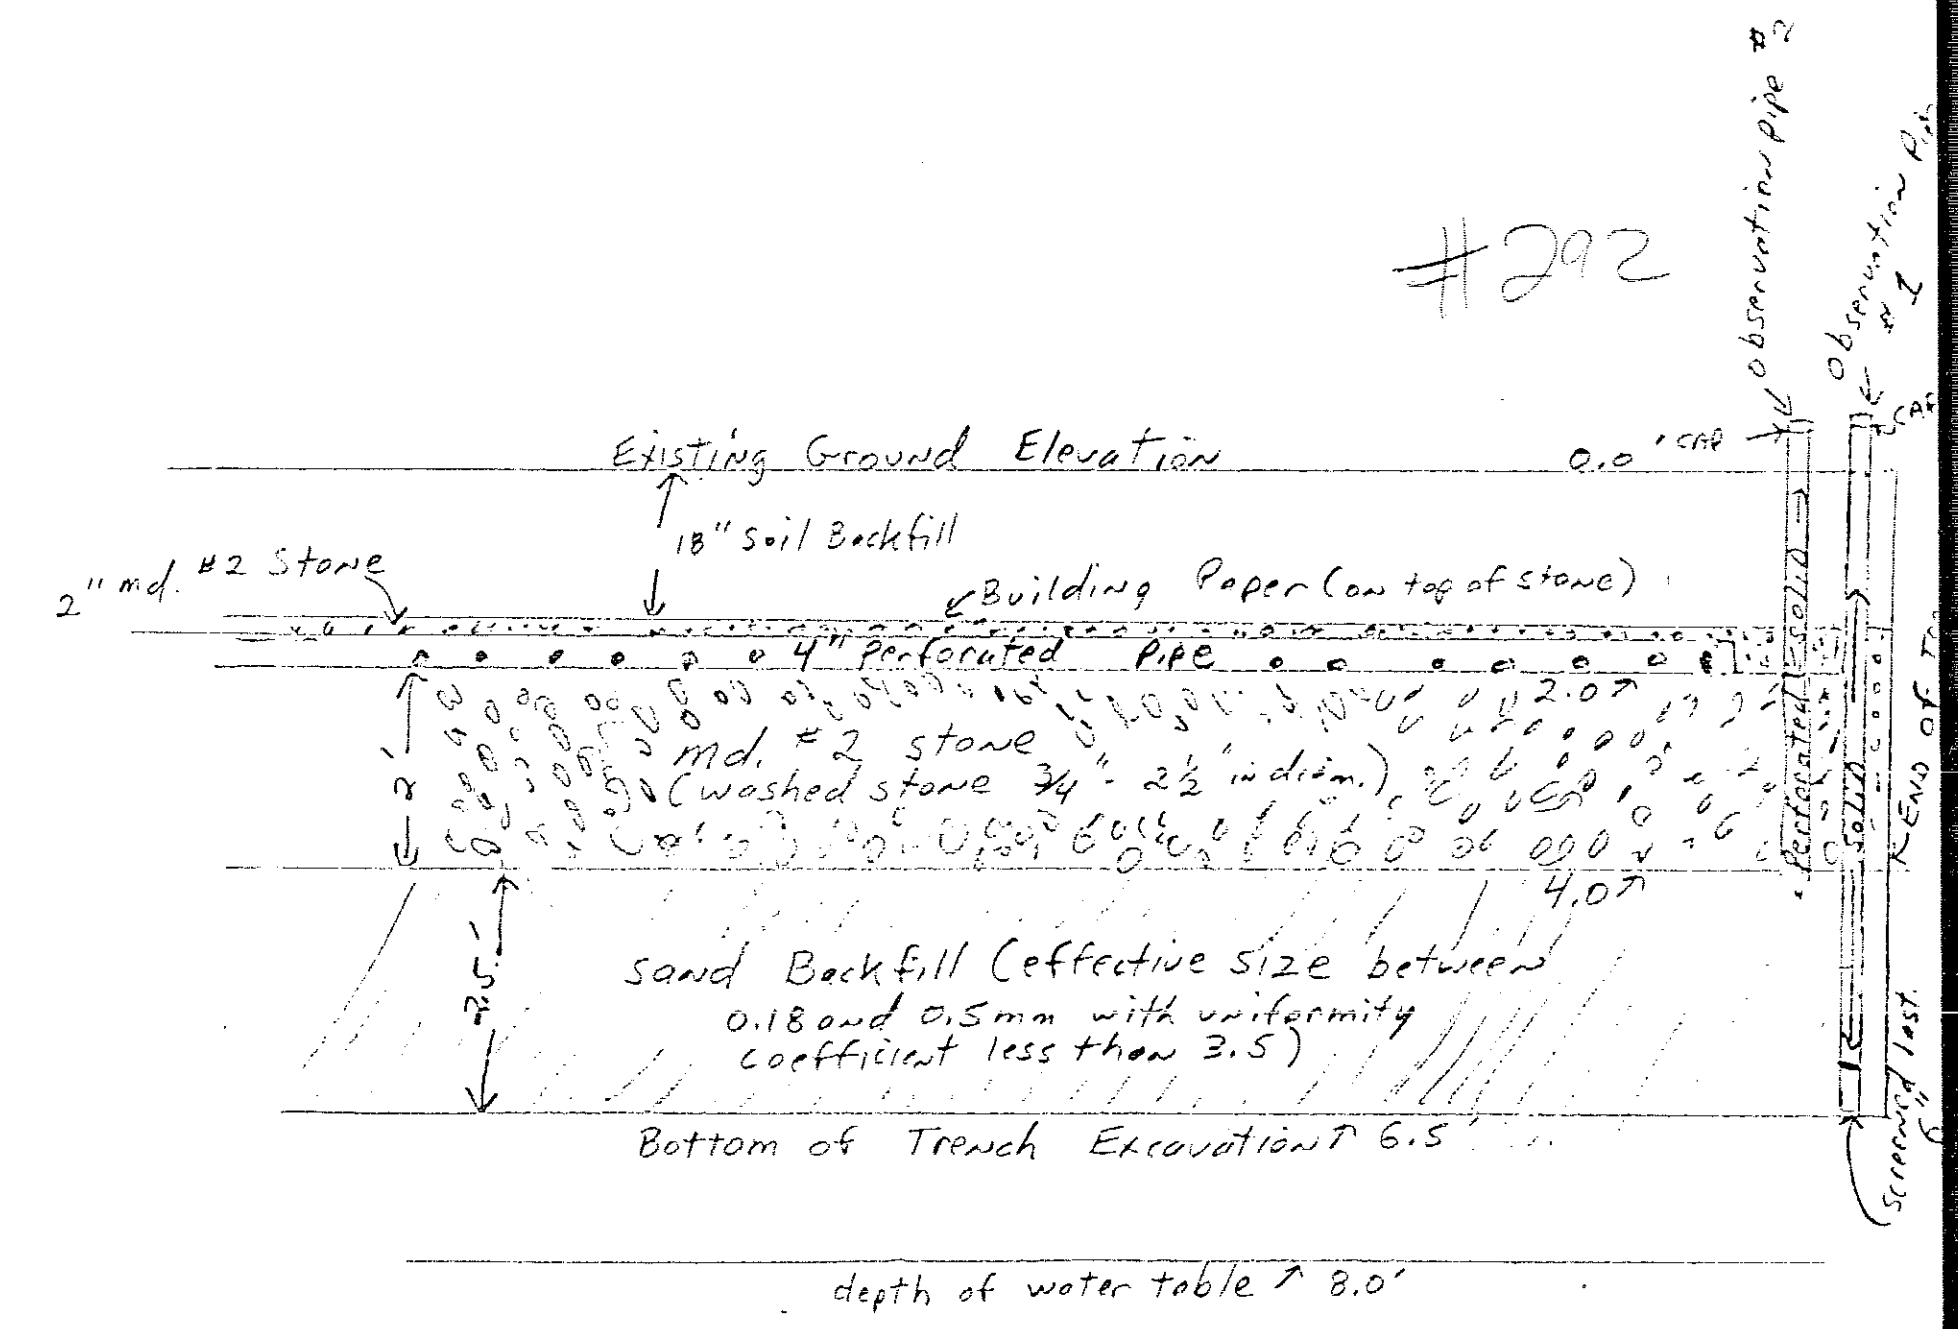 observation pipe #2
Observation Pipe
#1
#292
Existing Ground Elevation
0.0'
CAP
CAP
18" Soil Backfill
2" md. #2 Stone
Building Paper (on top of stone)
4" Perforated Pipe
2.0
2'
md. #2 stone
(washed stone 3/4" - 2 1/2" in diam.)
Perforated
solid
solid
END OF
4.0
2.5'
Sand Backfill (effective size between
0.18 and 0.5mm with uniformity
coefficient less than 3.5)
Bottom of Trench Excavation 6.5'
screened last
6"
depth of water table 8.0'